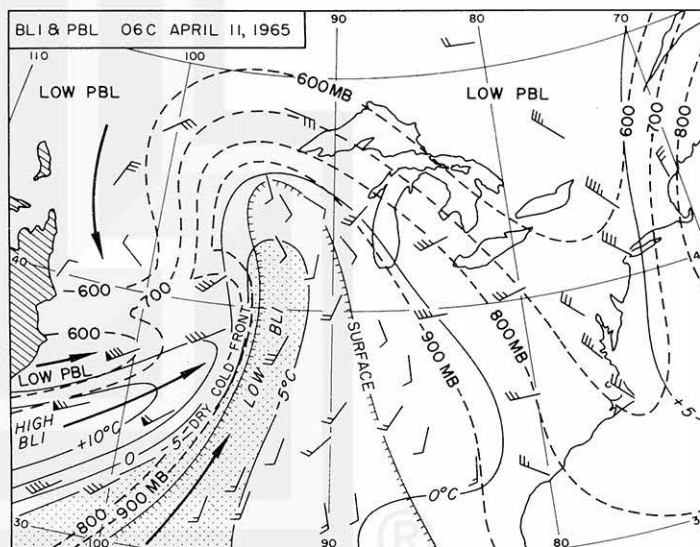 BLI & PBL 06C APRIL 11, 1965
90
80
70
110
100
LOW PBL
600 MB
LOW PBL
600
700
800
40
600
700
600
LOW PBL
HIGH
BLI
+10°C
0
5
DRY COLD FRONT
LOW BLI
5°C
SURFACE
900 MB
800 MB
+5
800
900 MB
0°C
30
100
90
80
®